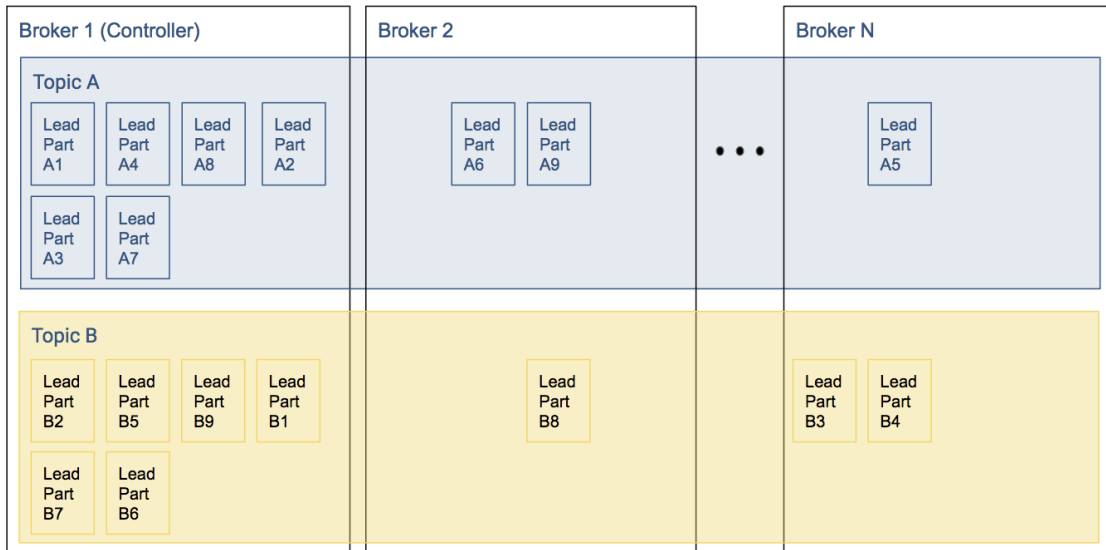 Broker 1 (Controller)
Broker 2
Broker N
Topic A
Lead
Part
A1
Lead
Part
A4
Lead
Part
A8
Lead
Part
A2
Lead
Part
A6
Lead
Part
A9
Lead
Part
A5
Lead
Part
A3
Lead
Part
A7
Topic B
Lead
Part
B2
Lead
Part
B5
Lead
Part
B9
Lead
Part
B1
Lead
Part
B8
Lead
Part
B3
Lead
Part
B4
Lead
Part
B7
Lead
Part
B6